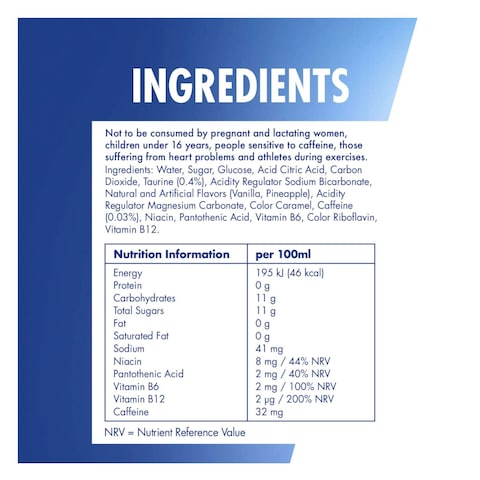 INGREDIENTS
Not to be consumed by pregnant and lactating women,
children under 16 years, people sensitive to caffeine, those
suffering from heart problems and athletes during exercises.
Ingredients: Water, Sugar, Glucose, Acid Citric Acid, Carbon
Dioxide, Taurine (0.4%), Acidity Regulator Sodium Bicarbonate,
Natural and Artificial Flavors (Vanilla, Pineapple), Acidity
Regulator Magnesium Carbonate, Color Caramel, Caffeine
(0.03%), Niacin, Pantothenic Acid, Vitamin B6, Color Riboflavin,
Vitamin B12.
Nutrition Information per 100ml
Energy 195 kJ (46 kcal)
Protein 0 g
Carbohydrates 11 g
Total Sugars 11 g
Fat 0 g
Saturated Fat 0 g
Sodium 41 mg
Niacin 8 mg / 44% NRV
Pantothenic Acid 2 mg / 40% NRV
Vitamin B6 2 mg / 100% NRV
Vitamin B12 2 µg / 200% NRV
Caffeine 32 mg
NRV = Nutrient Reference Value